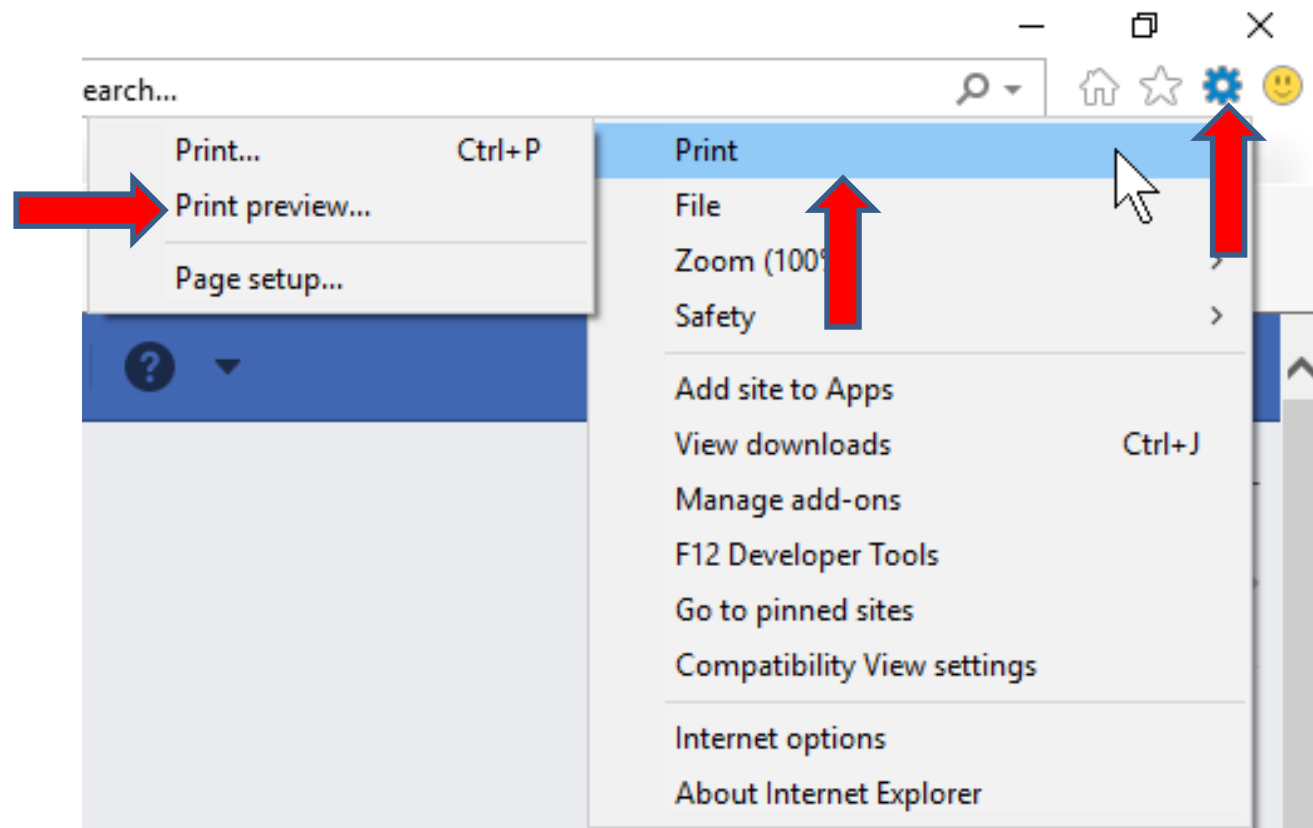 earch...
Print... Ctrl+P
Print preview...
Page setup...
?
Print
File
Zoom (100%
Safety
Add site to Apps
View downloads Ctrl+J
Manage add-ons
F12 Developer Tools
Go to pinned sites
Compatibility View settings
Internet options
About Internet Explorer